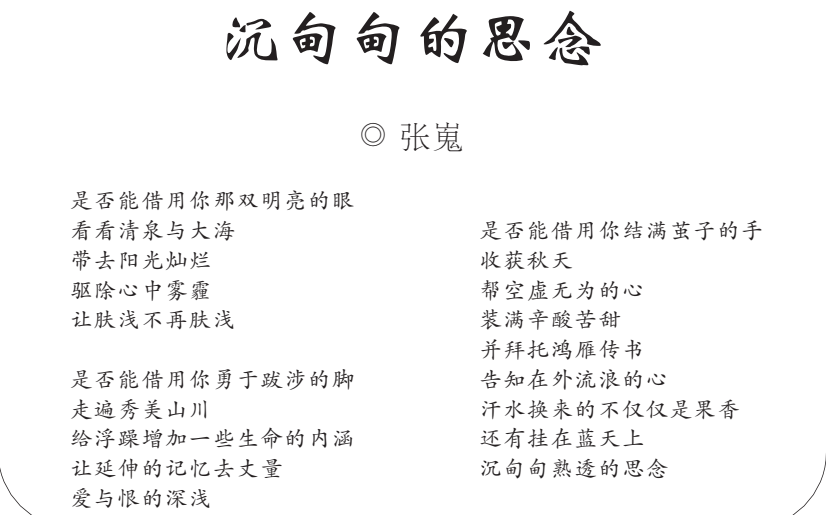 沉甸甸的思念
◎ 张嵬
是否能借用你那双明亮的眼
看看清泉与大海
带去阳光灿烂
驱除心中雾霾
让肤浅不再肤浅
是否能借用你勇于跋涉的脚
走遍秀美山川
给浮躁增加一些生命的内涵
让延伸的记忆去丈量
爱与恨的深浅
是否能借用你结满茧子的手
收获秋天
帮空虚无为的心
装满辛酸苦甜
并拜托鸿雁传书
告知在外流浪的心
汗水换来的不仅仅是果香
还有挂在蓝天上
沉甸甸熟透的思念